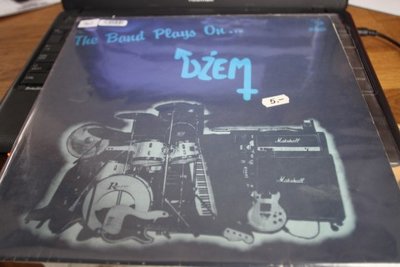 The Band Plays On...
DŻEM
5,-
Marshall
Marshall